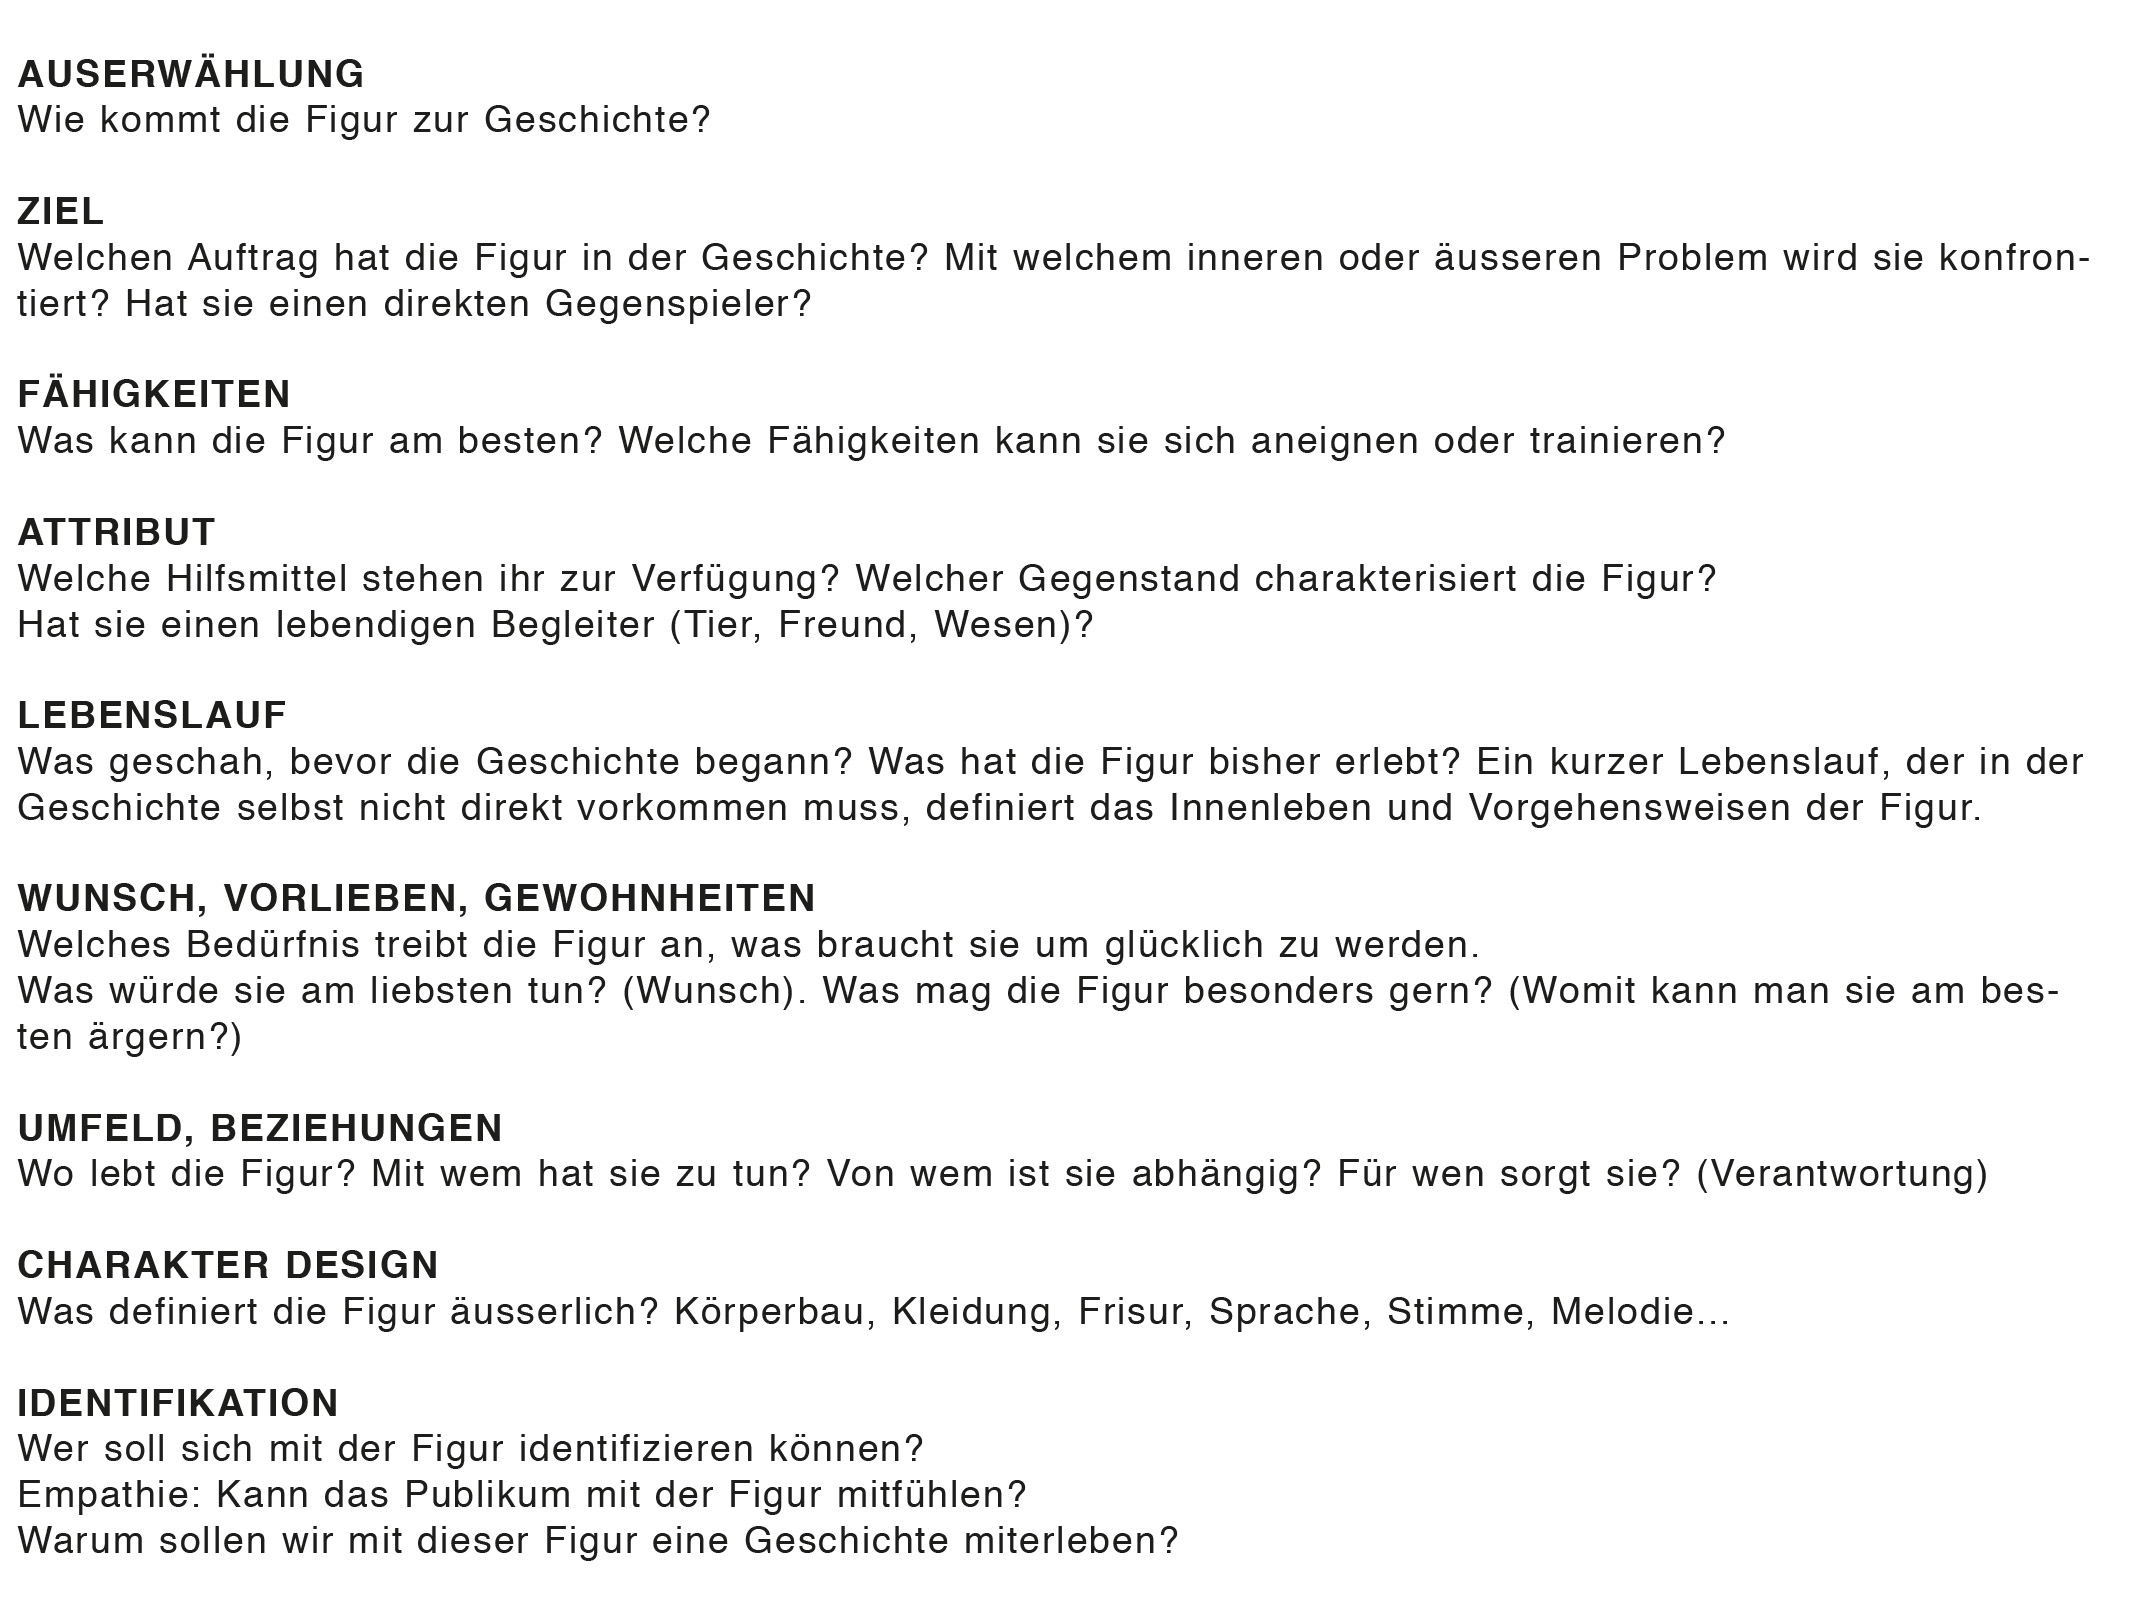 AUSERWÄHLUNG
Wie kommt die Figur zur Geschichte?
ZIEL
Welchen Auftrag hat die Figur in der Geschichte? Mit welchem inneren oder äusseren Problem wird sie konfron-
tiert? Hat sie einen direkten Gegenspieler?
FÄHIGKEITEN
Was kann die Figur am besten? Welche Fähigkeiten kann sie sich aneignen oder trainieren?
ATTRIBUT
Welche Hilfsmittel stehen ihr zur Verfügung? Welcher Gegenstand charakterisiert die Figur?
Hat sie einen lebendigen Begleiter (Tier, Freund, Wesen)?
LEBENSLAUF
Was geschah, bevor die Geschichte begann? Was hat die Figur bisher erlebt? Ein kurzer Lebenslauf, der in der
Geschichte selbst nicht direkt vorkommen muss, definiert das Innenleben und Vorgehensweisen der Figur.
WUNSCH, VORLIEBEN, GEWOHNHEITEN
Welches Bedürfnis treibt die Figur an, was braucht sie um glücklich zu werden.
Was würde sie am liebsten tun? (Wunsch). Was mag die Figur besonders gern? (Womit kann man sie am bes-
ten ärgern?)
UMFELD, BEZIEHUNGEN
Wo lebt die Figur? Mit wem hat sie zu tun? Von wem ist sie abhängig? Für wen sorgt sie? (Verantwortung)
CHARAKTER DESIGN
Was definiert die Figur äusserlich? Körperbau, Kleidung, Frisur, Sprache, Stimme, Melodie...
IDENTIFIKATION
Wer soll sich mit der Figur identifizieren können?
Empathie: Kann das Publikum mit der Figur mitfühlen?
Warum sollen wir mit dieser Figur eine Geschichte miterleben?